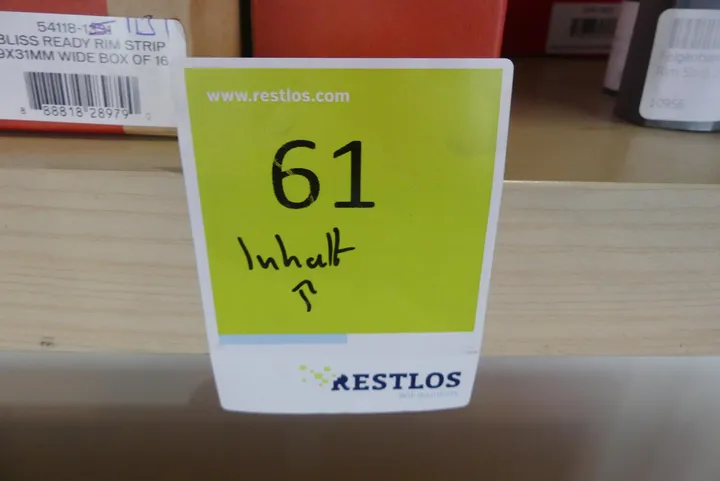 54118-
BLISS READY RIM STRIP
9X31MM WIDE BOX OF 16
8 88818 28979
www.restlos.com
61
Inhalt
↑
RESTLOS
10956